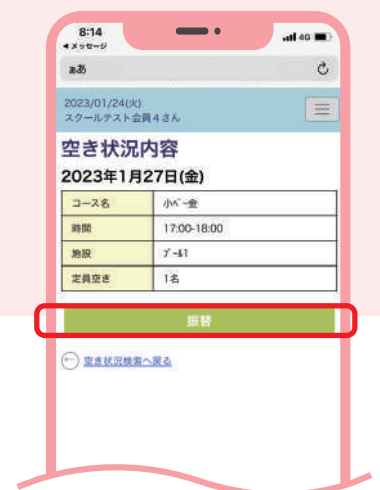 8:14
◀メッセージ
4G
ああ
2023/01/24(火)
スクールテスト会員4さん
空き状況内容
2023年1月27日(金)
コース名 小ﾍﾞｰ金
時間 17:00-18:00
施設 ﾌﾟｰﾙ1
定員空き 1名
振替
空き状況検索へ戻る